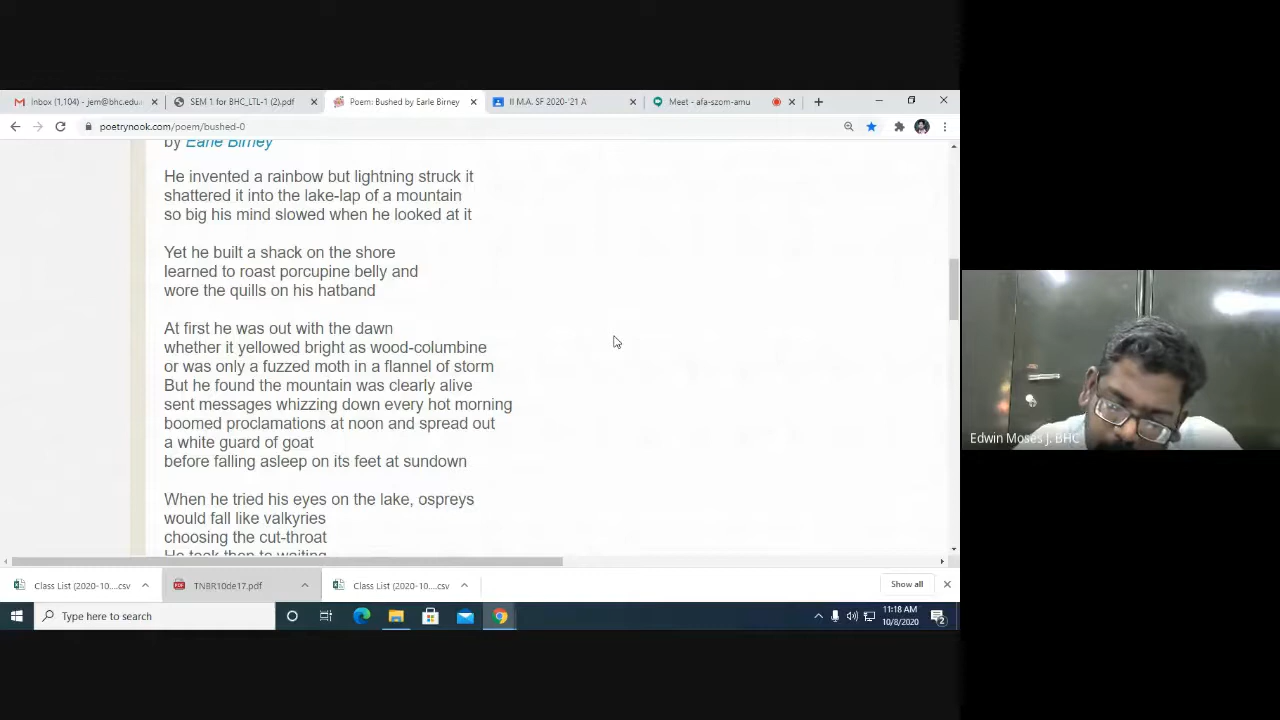 Inbox (1,104) - jem@bhc.edu
SEM 1 for BHC_LTL-1 (2).pdf
Poem: Bushed by Earle Birney
II M.A. SF 2020-'21 A
Meet - afa-szom-amu
poetrynook.com/poem/bushed-0
by Earle Birney
He invented a rainbow but lightning struck it
shattered it into the lake-lap of a mountain
so big his mind slowed when he looked at it
Yet he built a shack on the shore
learned to roast porcupine belly and
wore the quills on his hatband
At first he was out with the dawn
whether it yellowed bright as wood-columbine
or was only a fuzzed moth in a flannel of storm
But he found the mountain was clearly alive
sent messages whizzing down every hot morning
boomed proclamations at noon and spread out
a white guard of goat
before falling asleep on its feet at sundown
When he tried his eyes on the lake, ospreys
would fall like valkyries
choosing the cut-throat
He took then to waiting
Edwin Moses J. BHC
Class List (2020-10....csv
TNBR10de17.pdf
Class List (2020-10....csv
Show all
Type here to search
11:18 AM
10/8/2020
2